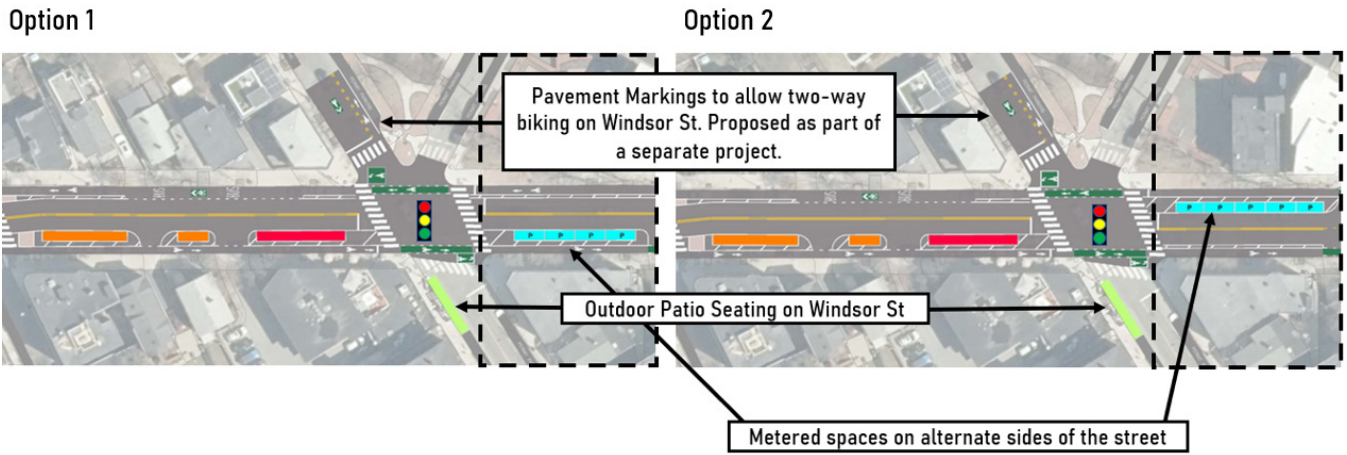 Option 1
Option 2
Pavement Markings to allow two-way
biking on Windsor St. Proposed as part of
a separate project.
P P P P
P P P P P
Outdoor Patio Seating on Windsor St
Metered spaces on alternate sides of the street